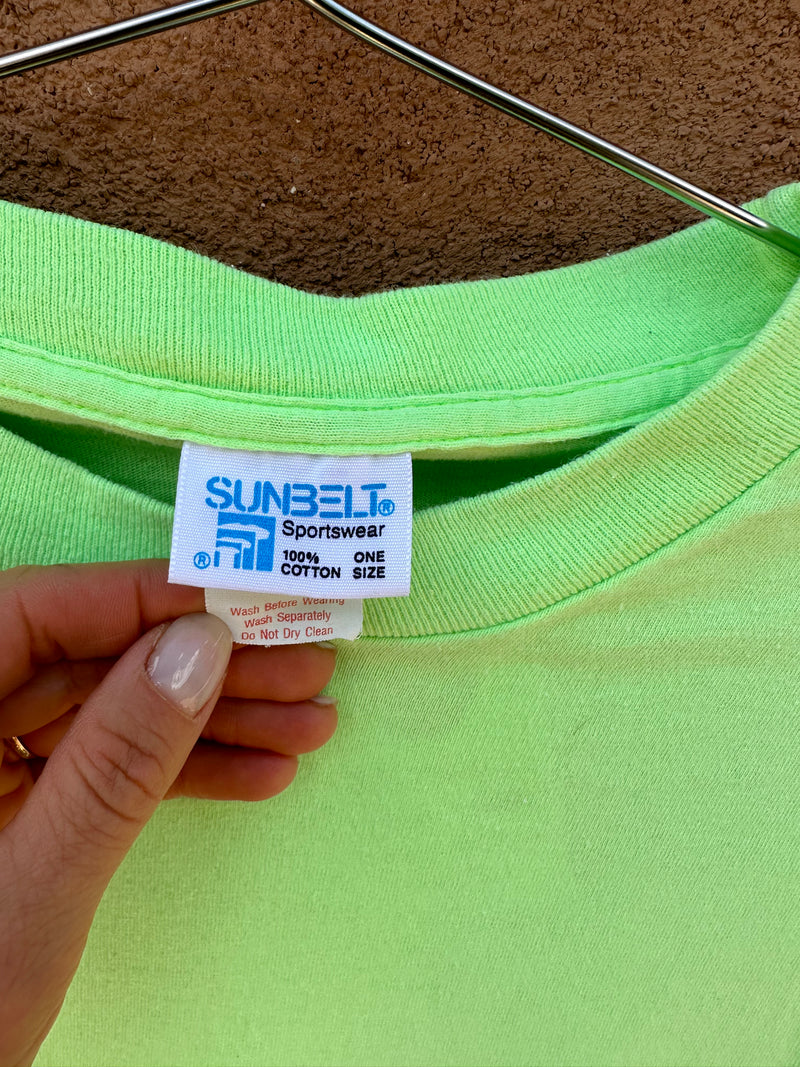 SUNBELT®
Sportswear
®
100% ONE
COTTON SIZE
Wash Before Wearing
Wash Separately
Do Not Dry Clean